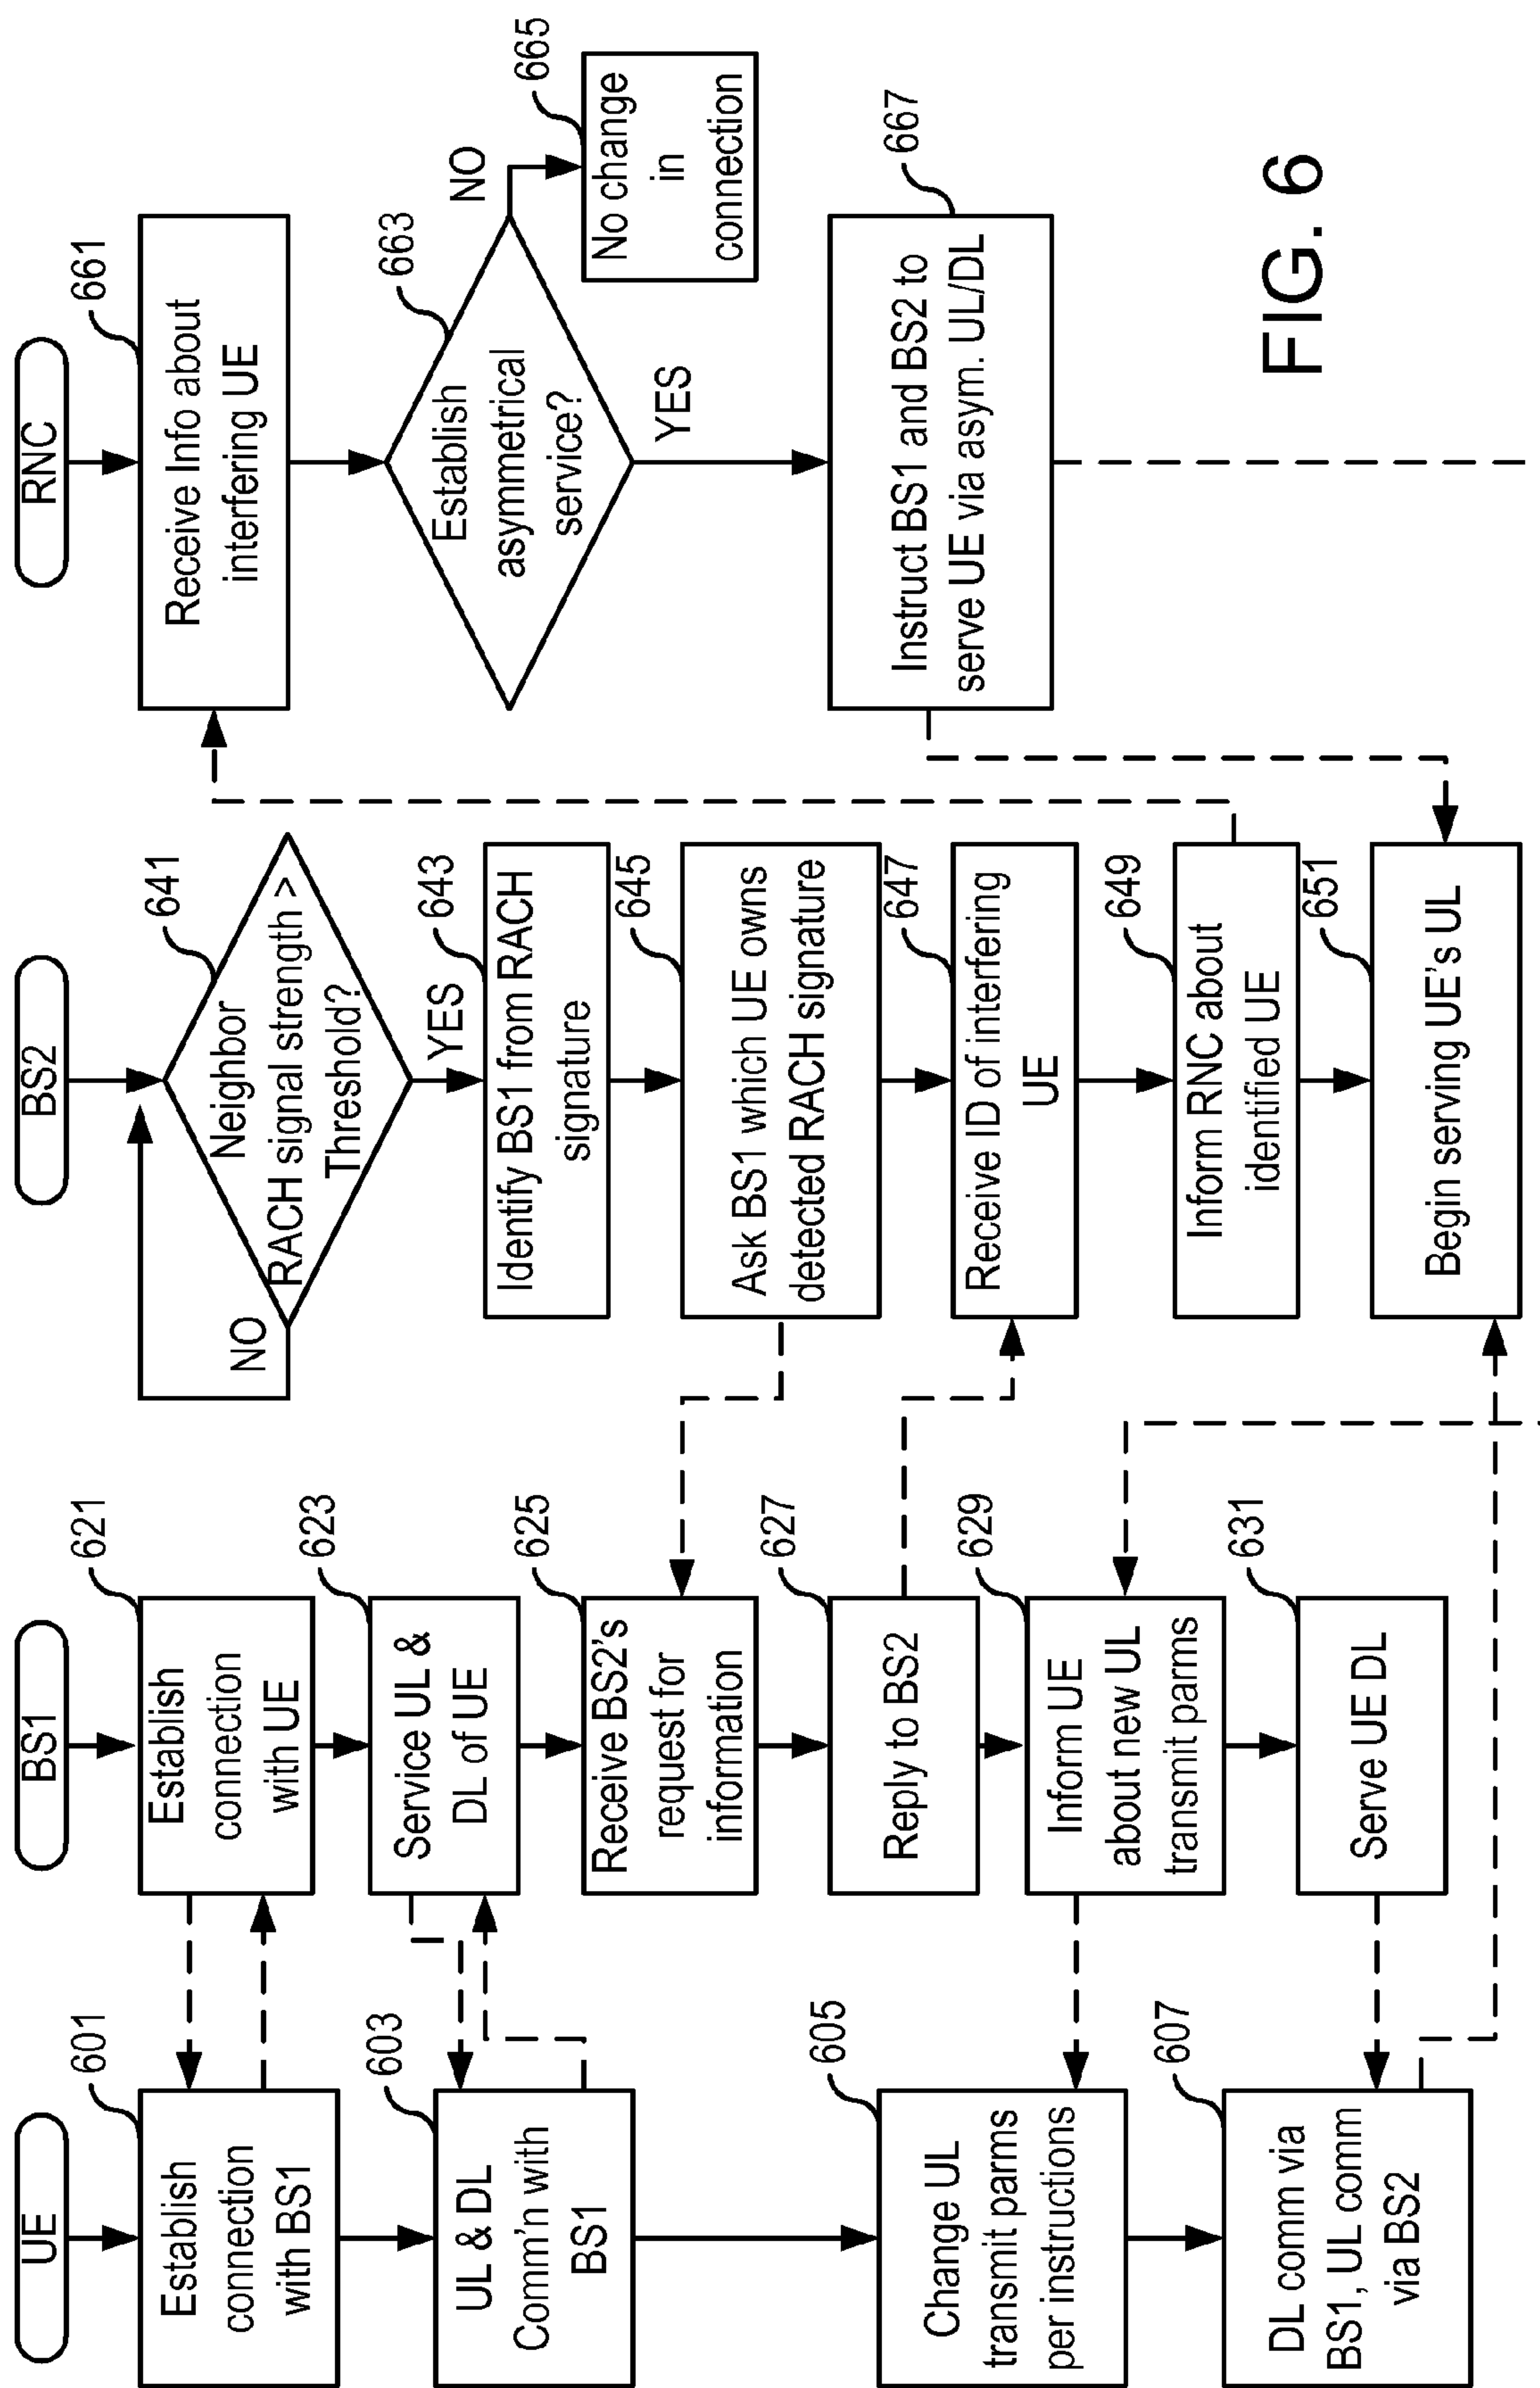 UE
601
Establish
connection
with BS1
603
UL & DL
Comm'n with
BS1
605
Change UL
transmit parms
per instructions
607
DL comm via
BS1, UL comm
via BS2
BS1
621
Establish
connection
with UE
623
Service UL &
DL of UE
625
Receive BS2's
request for
information
627
Reply to BS2
629
Inform UE
about new UL
transmit parms
631
Serve UE DL
BS2
641
Neighbor
RACH signal strength >
Threshold?
NO
YES
643
Identify BS1 from RACH
signature
645
Ask BS1 which UE owns
detected RACH signature
647
Receive ID of interfering
UE
649
Inform RNC about
identified UE
651
Begin serving UE's UL
RNC
661
Receive Info about
interfering UE
663
Establish
asymmetrical
service?
NO
665
No change
in
connection
YES
667
Instruct BS1 and BS2 to
serve UE via asym. UL/DL
FIG. 6